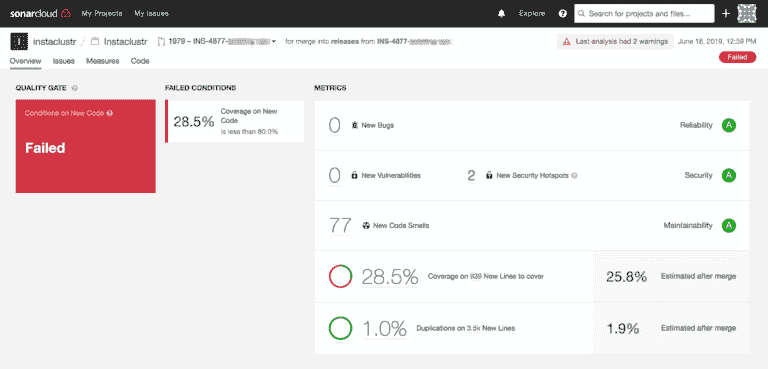 sonarcloud My Projects My Issues Explore Search for projects and files...
instaclustr / Instaclustr / 1979 – INS-4877- for merge into releases from INS-4877- Last analysis had 2 warnings June 18, 2019, 12:58 PM
Overview Issues Measures Code Failed
QUALITY GATE FAILED CONDITIONS METRICS
Conditions on New Code
Failed
28.5% Coverage on New
Code
is less than 80.0%
0 New Bugs Reliability A
0 New Vulnerabilities 2 New Security Hotspots Security A
77 New Code Smells Maintainability A
28.5% Coverage on 939 New Lines to cover 25.8% Estimated after merge
1.0% Duplications on 3.5k New Lines 1.9% Estimated after merge